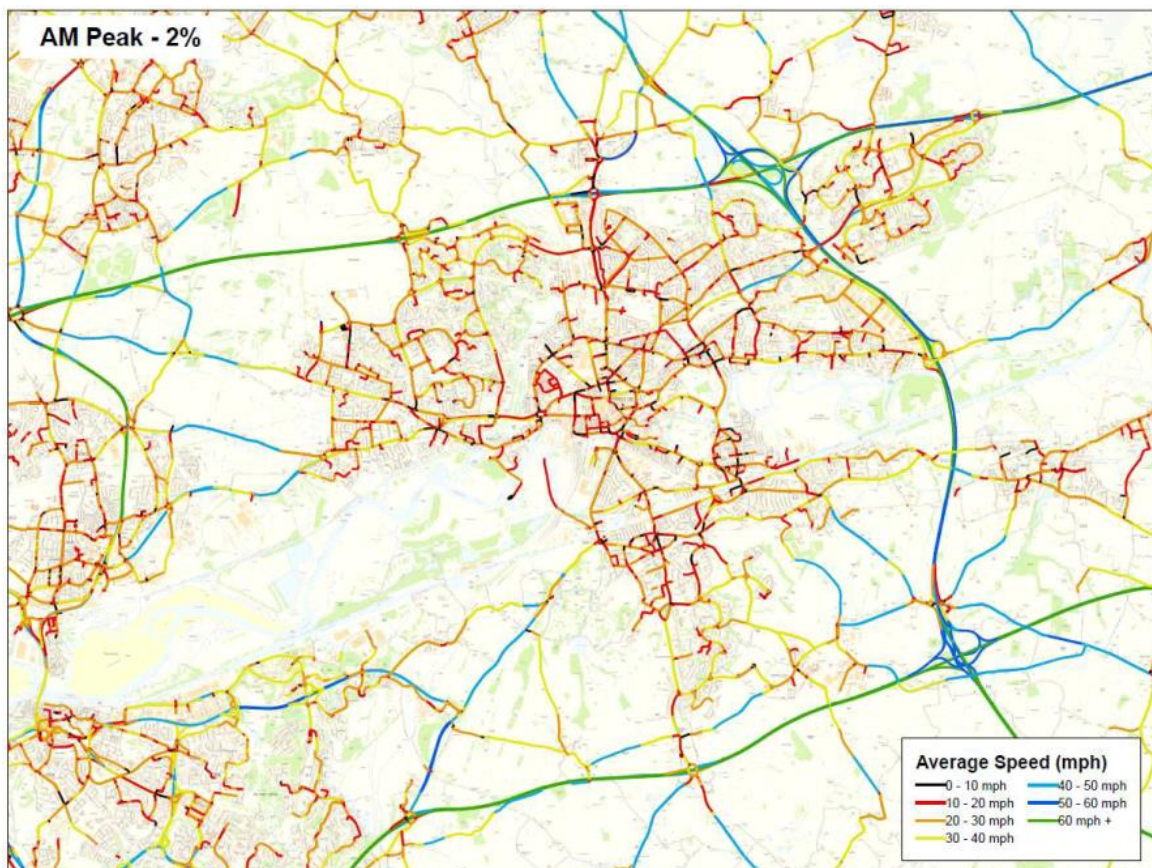 AM Peak - 2%
Average Speed (mph)
0 - 10 mph
10 - 20 mph
20 - 30 mph
30 - 40 mph
40 - 50 mph
50 - 60 mph
60 mph +